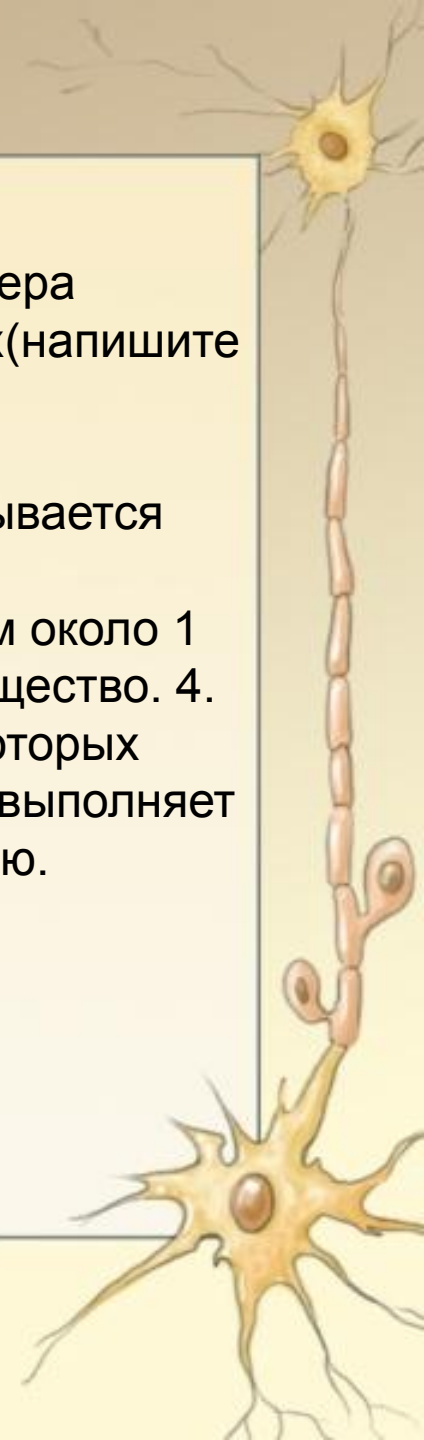 ера
х(напишите
ывается
м около 1
щество. 4.
оторых
выполняет
ю.